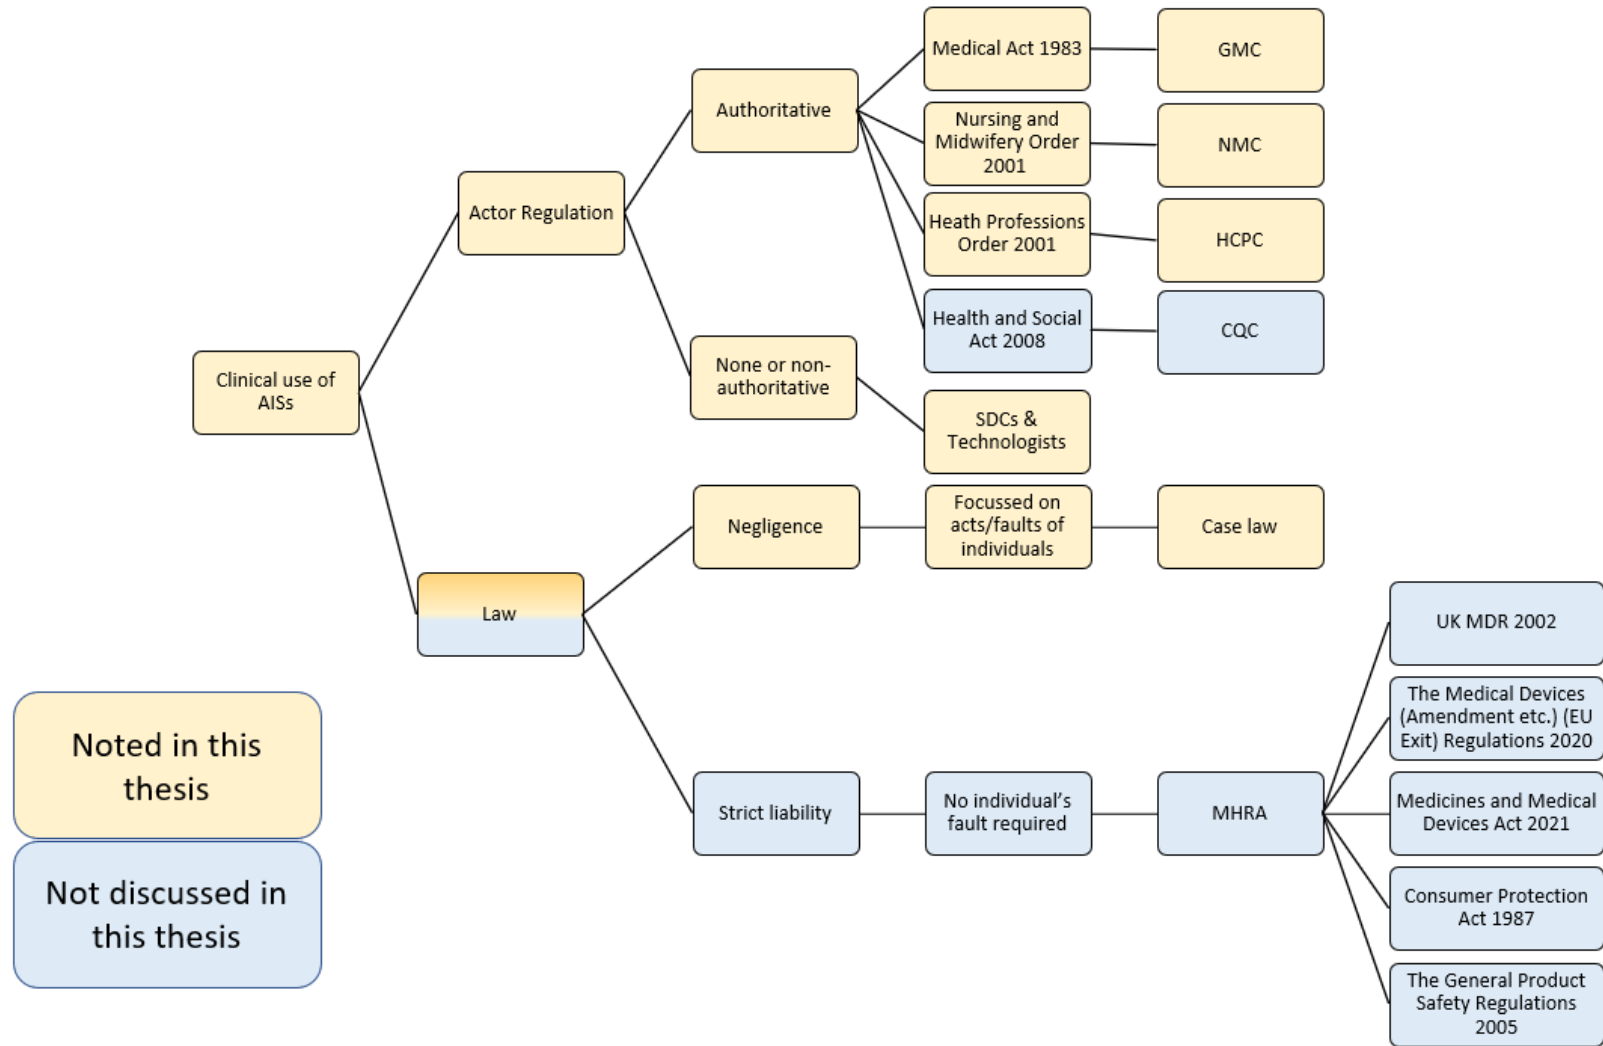 Medical Act 1983
GMC
Authoritative
Nursing and
Midwifery Order
2001
NMC
Actor Regulation
Heath Professions
Order 2001
HCPC
Health and Social
Act 2008
CQC
Clinical use of
AISs
None or non-
authoritative
SDCs &
Technologists
Negligence
Focussed on
acts/faults of
individuals
Case law
Law
UK MDR 2002
The Medical Devices
(Amendment etc.) (EU
Exit) Regulations 2020
Strict liability
No individual’s
fault required
MHRA
Medicines and Medical
Devices Act 2021
Consumer Protection
Act 1987
The General Product
Safety Regulations
2005
Noted in this
thesis
Not discussed in
this thesis